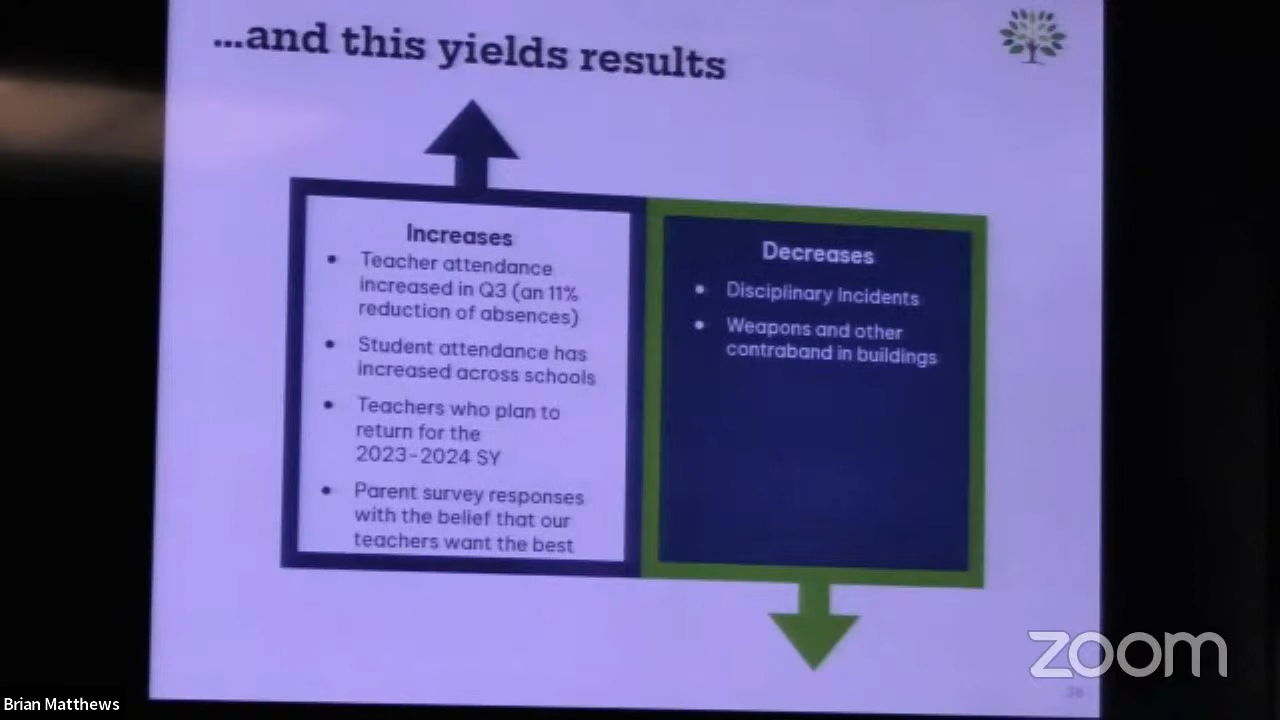 ...and this yields results
Increases
• Teacher attendance
increased in Q3 (an 11%
reduction of absences)
• Student attendance has
increased across schools
• Teachers who plan to
return for the
2023-2024 SY
• Parent survey responses
with the belief that our
teachers want the best
Decreases
• Disciplinary Incidents
• Weapons and other
contraband in buildings
zoom
Brian Matthews